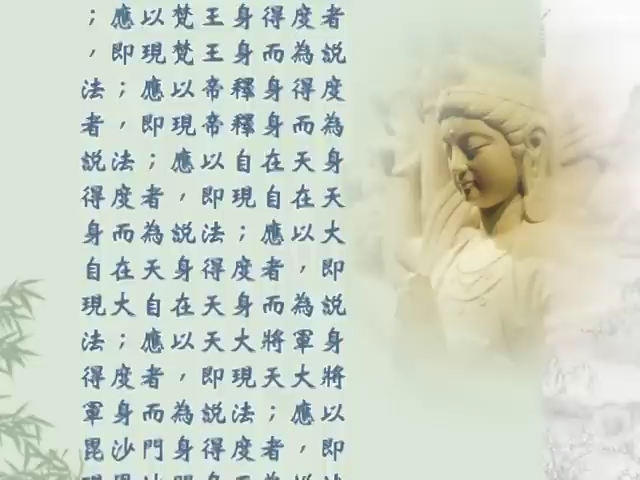 ；應以梵王身得度者
，即現梵王身而為說
法；應以帝釋身得度
者，即現帝釋身而為
說法；應以自在天身
得度者，即現自在天
身而為說法；應以大
自在天身得度者，即
現大自在天身而為說
法；應以天大將軍身
得度者，即現天大將
軍身而為說法；應以
毘沙門身得度者，即